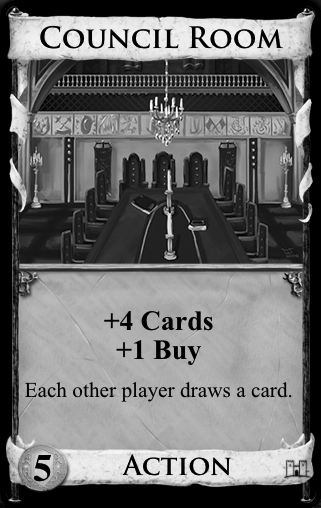 COUNCIL ROOM
+4 Cards
+1 Buy
Each other player draws a card.
5 ACTION